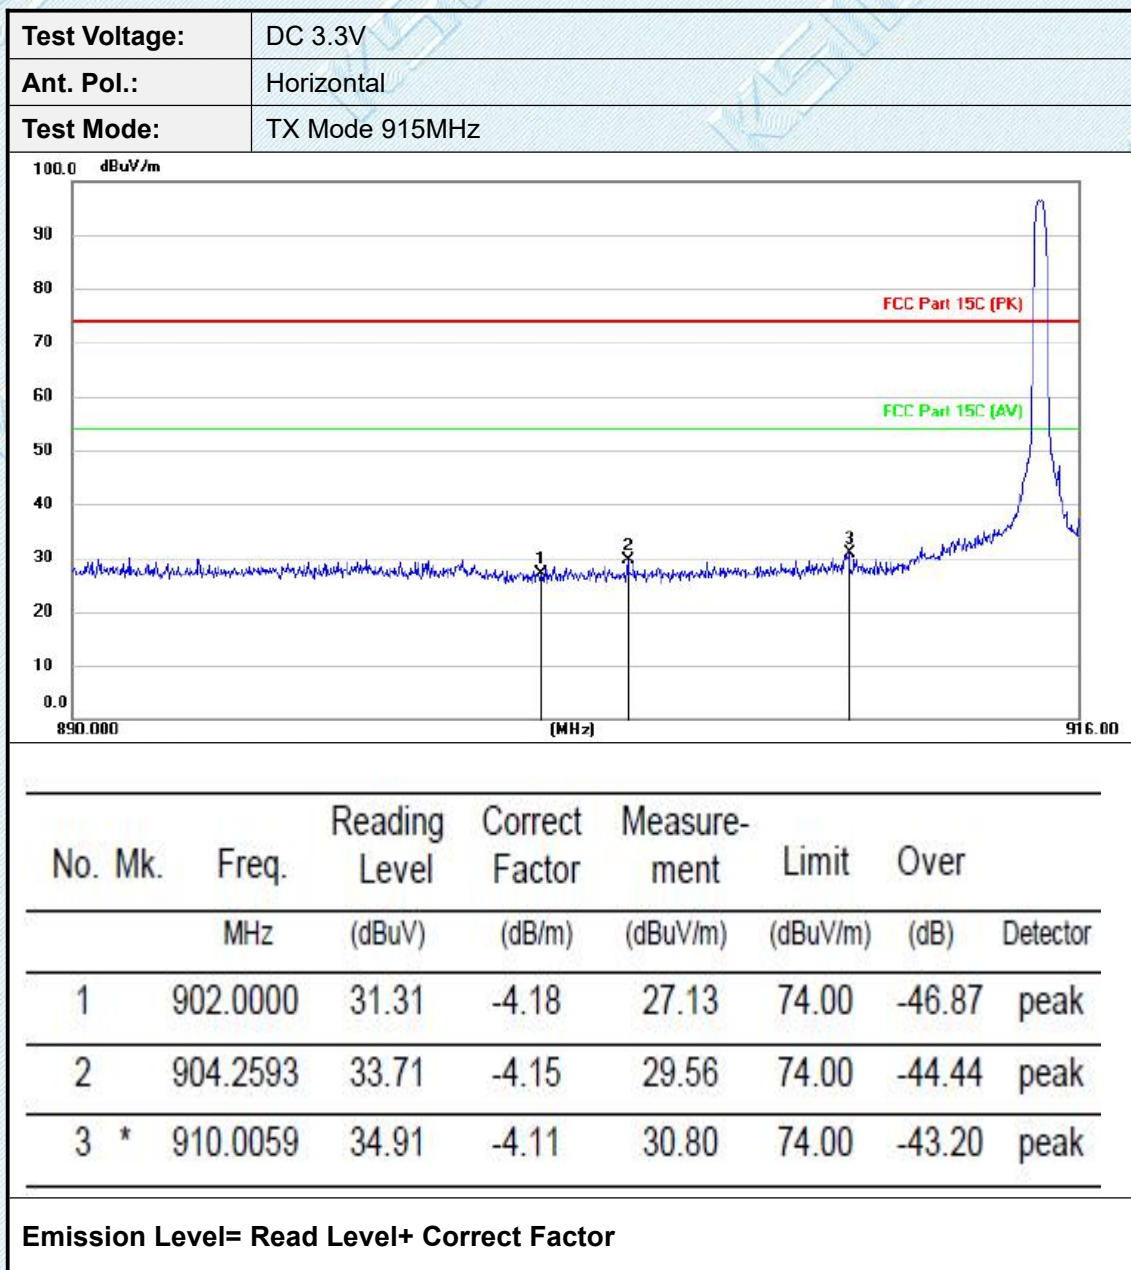 Test Voltage: DC 3.3V
Ant. Pol.: Horizontal
Test Mode: TX Mode 915MHz
100.0 dBuV/m
90
80
FCC Part 15C (PK)
70
60
FCC Part 15C (AV)
50
40
30
1 2 3
20
10
0.0
890.000 (MHz) 916.00
No. Mk. Freq. Reading Level Correct Factor Measure-ment Limit Over
MHz (dBuV) (dB/m) (dBuV/m) (dBuV/m) (dB) Detector
1 902.0000 31.31 -4.18 27.13 74.00 -46.87 peak
2 904.2593 33.71 -4.15 29.56 74.00 -44.44 peak
3 * 910.0059 34.91 -4.11 30.80 74.00 -43.20 peak
Emission Level= Read Level+ Correct Factor